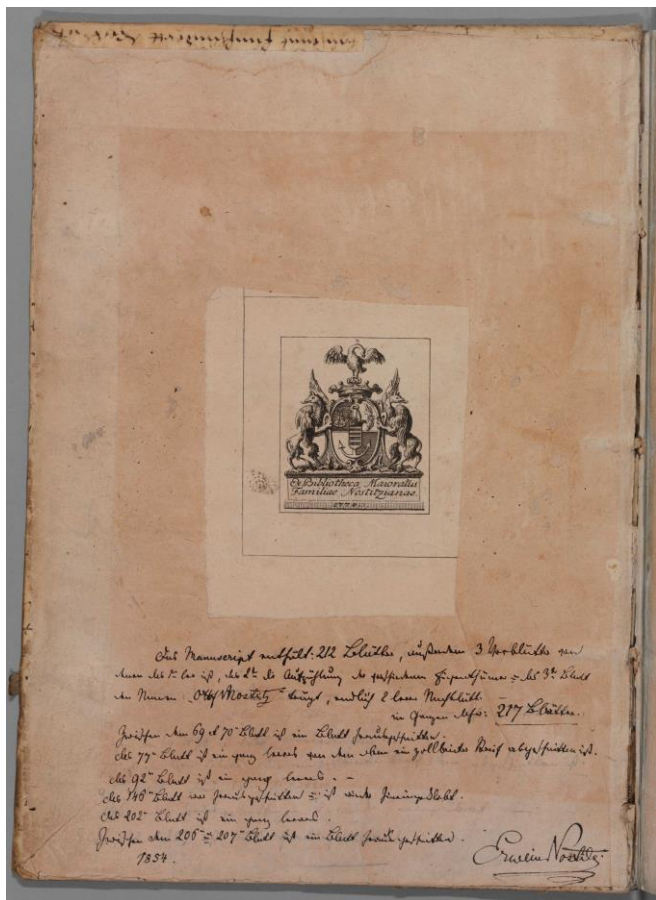 Ex Bibliotheca Maioratus
Familiae Nostitzianae
1774
Das Manuscript enthält: 212 Blätter, außerdem 3 Vorblätter von
denen das 1te leer ist, das 2te die Aufzählung der verschiedenen Eigenthümer = das 3te Blatt
den Namen Otto Nostitz trägt, endlich 2 leere Nachblätter.
im Ganzen also: 217 Blätter.
Zwischen dem 69 & 70 Blatt ist ein Blatt herausgeschnitten.
das 77te Blatt ist ein ganz leeres von dem oben ein zollbreiter Streif abgeschnitten ist.
das 92te Blatt ist ein ganz leeres. –
das 146te Blatt war herausgeschnitten = ist wieder hineingeklebt.
das 202te Blatt ist ein ganz leeres.
Zwischen dem 206 = 207te Blatt ist ein Blatt herausgeschnitten.
1854.
Erwein Nostitz